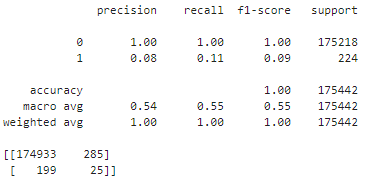 precision recall f1-score support
0 1.00 1.00 1.00 175218
1 0.08 0.11 0.09 224
accuracy 1.00 175442
macro avg 0.54 0.55 0.55 175442
weighted avg 1.00 1.00 1.00 175442
[[174933 285]
[ 199 25]]